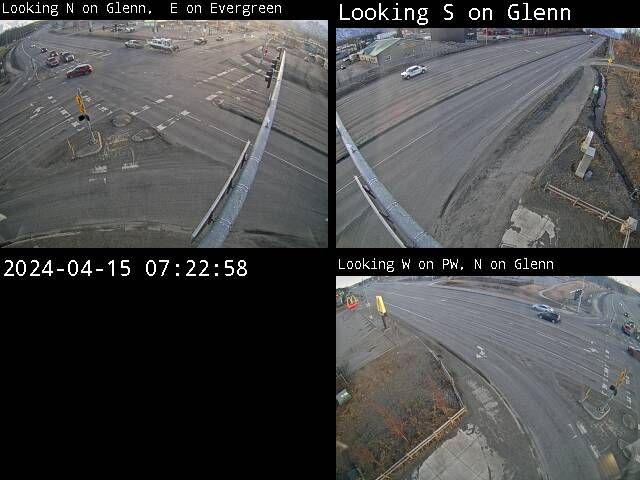 Looking N on Glenn,  E on Evergreen
Looking S on Glenn
2024-04-15 07:22:58
Looking W on PW, N on Glenn